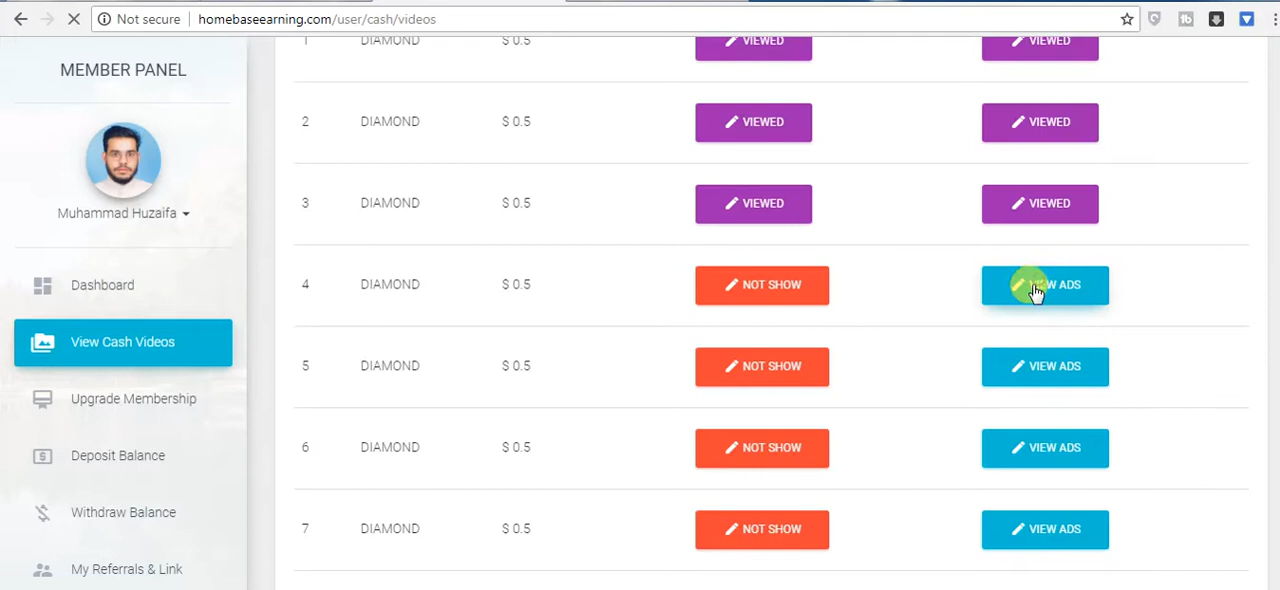 Not secure | homebaseearning.com/user/cash/videos
MEMBER PANEL
Muhammad Huzaifa
Dashboard
View Cash Videos
Upgrade Membership
Deposit Balance
Withdraw Balance
My Referrals & Link
1 DIAMOND $ 0.5 VIEWED VIEWED
2 DIAMOND $ 0.5 VIEWED VIEWED
3 DIAMOND $ 0.5 VIEWED VIEWED
4 DIAMOND $ 0.5 NOT SHOW VIEW ADS
5 DIAMOND $ 0.5 NOT SHOW VIEW ADS
6 DIAMOND $ 0.5 NOT SHOW VIEW ADS
7 DIAMOND $ 0.5 NOT SHOW VIEW ADS